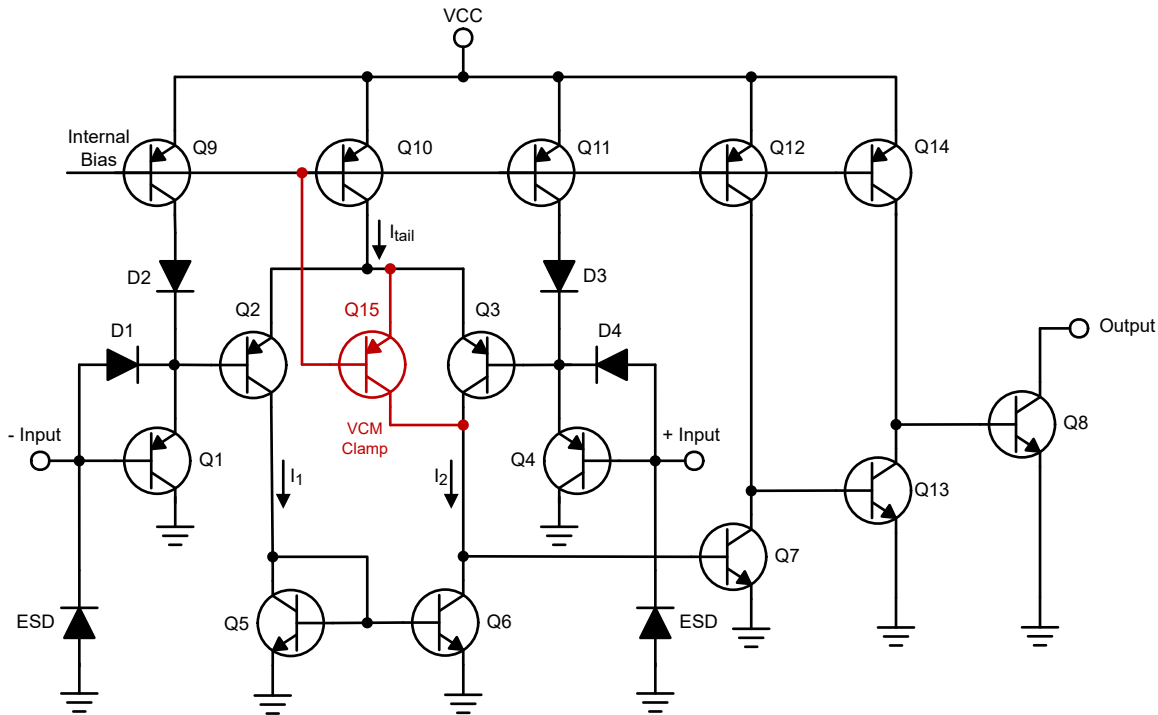 VCC
Internal
Bias
Q9
Q10
Q11
Q12
Q14
I_tail
D2
D3
Q2
Q15
Q3
D1
D4
Output
VCM
Clamp
- Input
Q1
Q4
+ Input
Q8
I₁
I₂
Q13
Q7
ESD
Q5
Q6
ESD